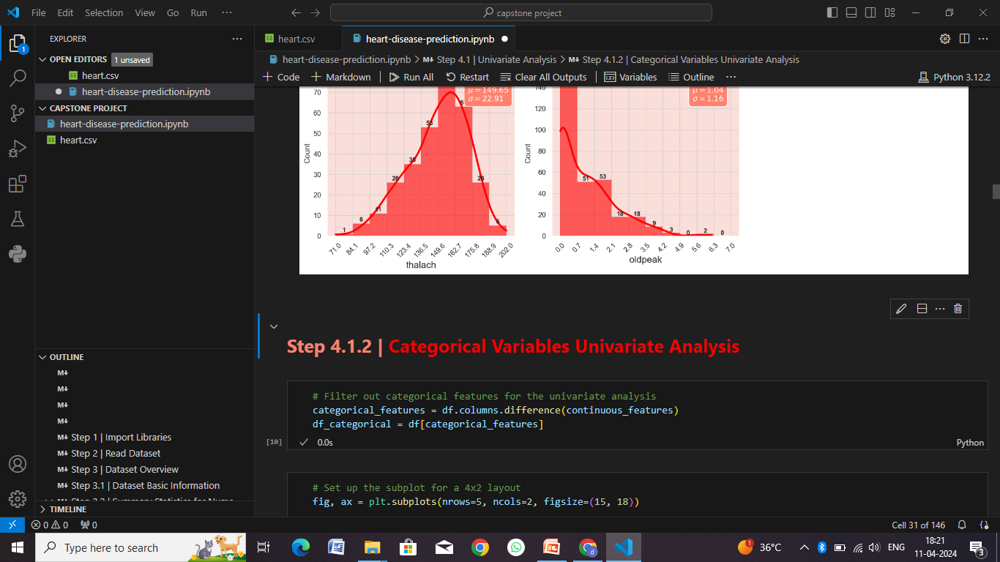 File Edit Selection View Go Run ···
capstone project
EXPLORER ···
OPEN EDITORS 1 unsaved
heart.csv
heart-disease-prediction.ipynb
CAPSTONE PROJECT
heart-disease-prediction.ipynb
heart.csv
OUTLINE
M↓
M↓
M↓
M↓
M↓ Step 1 | Import Libraries
M↓ Step 2 | Read Dataset
M↓ Step 3 | Dataset Overview
M↓ Step 3.1 | Dataset Basic Information
TIMELINE
1
heart.csv
heart-disease-prediction.ipynb
heart-disease-prediction.ipynb > M↓ Step 4.1 | Univariate Analysis > M↓ Step 4.1.2 | Categorical Variables Univariate Analysis
+ Code + Markdown Run All Restart Clear All Outputs Variables Outline ··· Python 3.12.2
μ = 149.65
σ = 22.91
70
60
50
40
30
20
10
0
Count
1 6 11 26 35 53 26 5
71.0 84.1 97.2 110.3 123.4 136.5 149.6 162.7 175.8 188.9 202.0
thalach
μ = 1.04
σ = 1.16
140
120
100
80
60
40
20
0
Count
51 53 18 18 9 3 0 2 0
0.0 0.7 1.4 2.1 2.8 3.5 4.2 4.9 5.6 6.3 7.0
oldpeak
Step 4.1.2 | Categorical Variables Univariate Analysis
# Filter out categorical features for the univariate analysis
categorical_features = df.columns.difference(continuous_features)
df_categorical = df[categorical_features]
[10] 0.0s Python
# Set up the subplot for a 4x2 layout
fig, ax = plt.subplots(nrows=5, ncols=2, figsize=(15, 18))
0 0 0 Cell 31 of 146
Type here to search
1 36°C ENG 18:21
11-04-2024 3